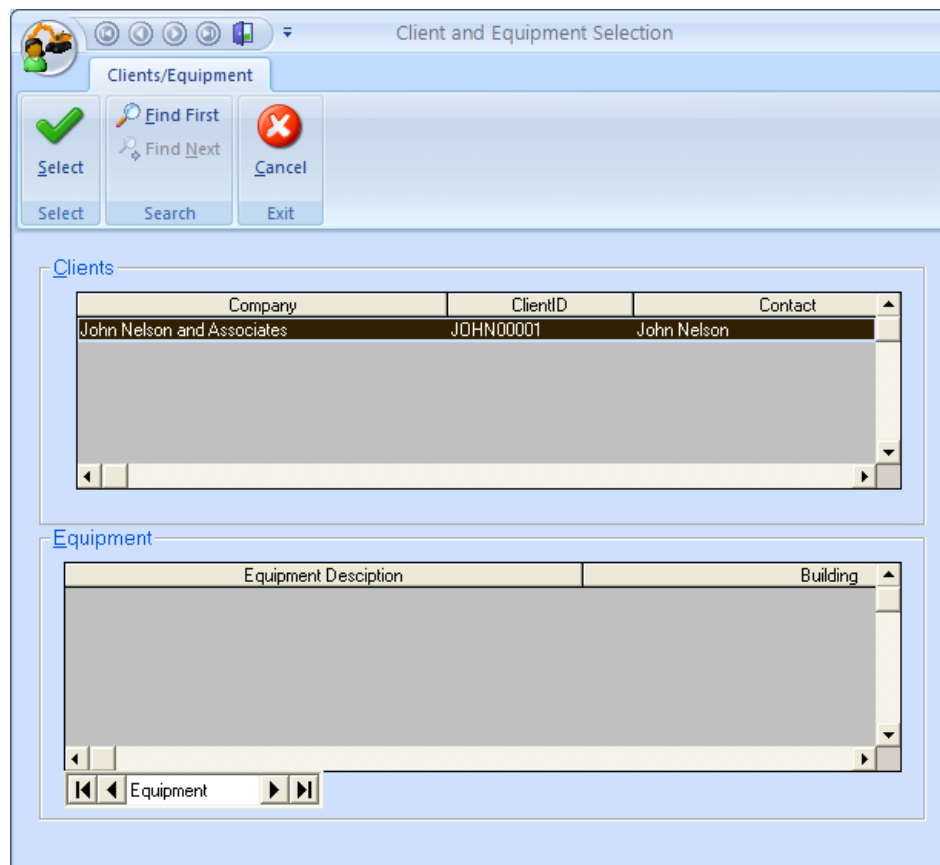 Client and Equipment Selection
Clients/Equipment
Select
Find First
Find Next
Cancel
Select Search Exit
Clients
Company ClientID Contact
John Nelson and Associates JOHN00001 John Nelson
Equipment
Equipment Desciption Building
Equipment